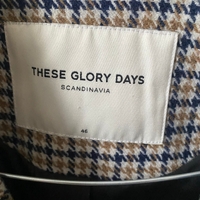 THESE GLORY DAYS
SCANDINAVIA
46